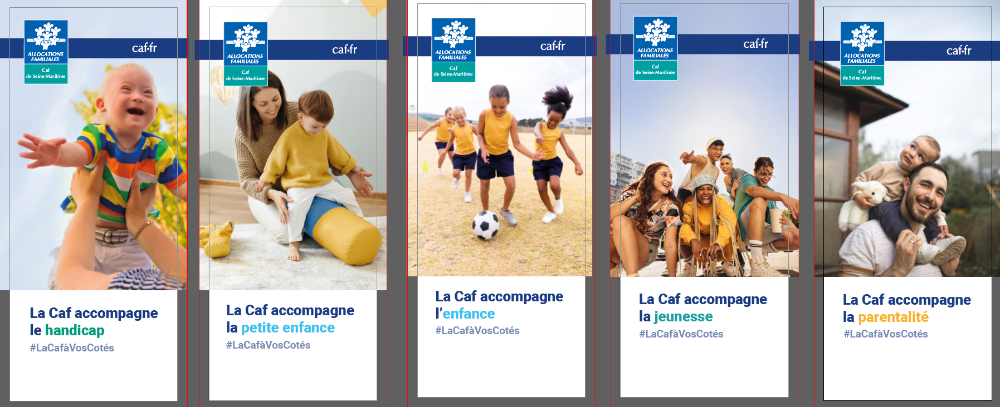 caf.fr
ALLOCATIONS
FAMILIALES
Caf
de Seine-Maritime
La Caf accompagne
le handicap
#LaCafàVosCotés
caf.fr
ALLOCATIONS
FAMILIALES
Caf
de Seine-Maritime
La Caf accompagne
la petite enfance
#LaCafàVosCotés
caf.fr
ALLOCATIONS
FAMILIALES
Caf
de Seine-Maritime
La Caf accompagne
l’enfance
#LaCafàVosCotés
caf.fr
ALLOCATIONS
FAMILIALES
Caf
de Seine-Maritime
La Caf accompagne
la jeunesse
#LaCafàVosCotés
caf.fr
ALLOCATIONS
FAMILIALES
Caf
de Seine-Maritime
La Caf accompagne
la parentalité
#LaCafàVosCotés